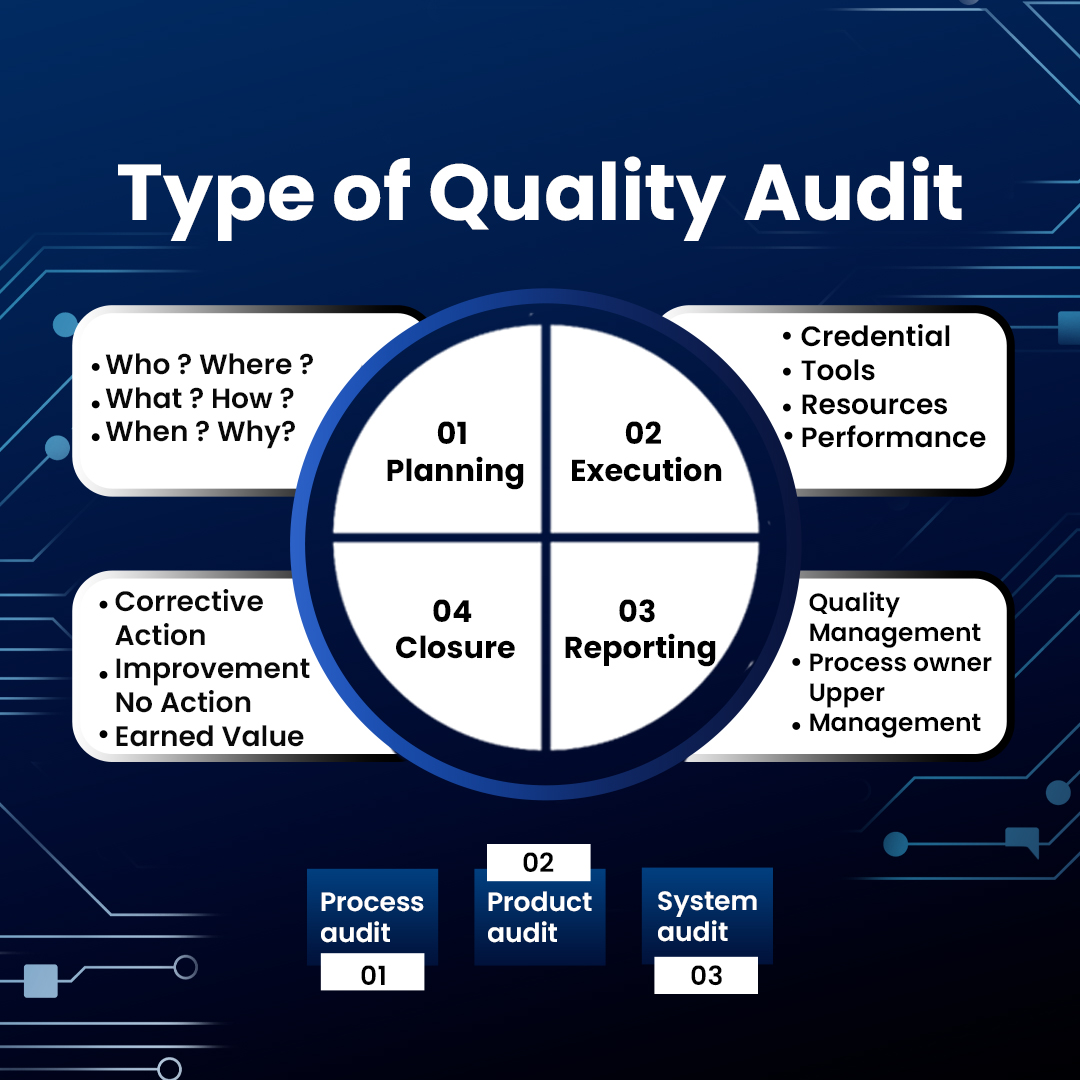 Type of Quality Audit
• Who ? Where ?
• What ? How ?
• When ? Why?
01
Planning
02
Execution
• Credential
• Tools
• Resources
• Performance
• Corrective
Action
• Improvement
No Action
• Earned Value
04
Closure
03
Reporting
Quality
Management
• Process owner
Upper
• Management
Process
audit
01
02
Product
audit
System
audit
03